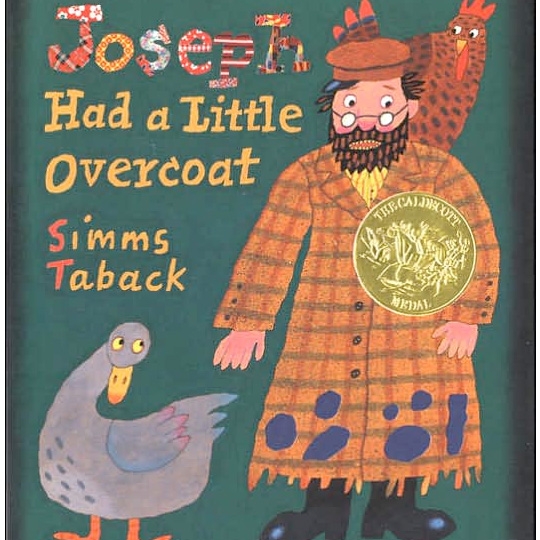 Joseph
Had a Little
Overcoat
Simms
Taback
THE CALDECOTT
MEDAL